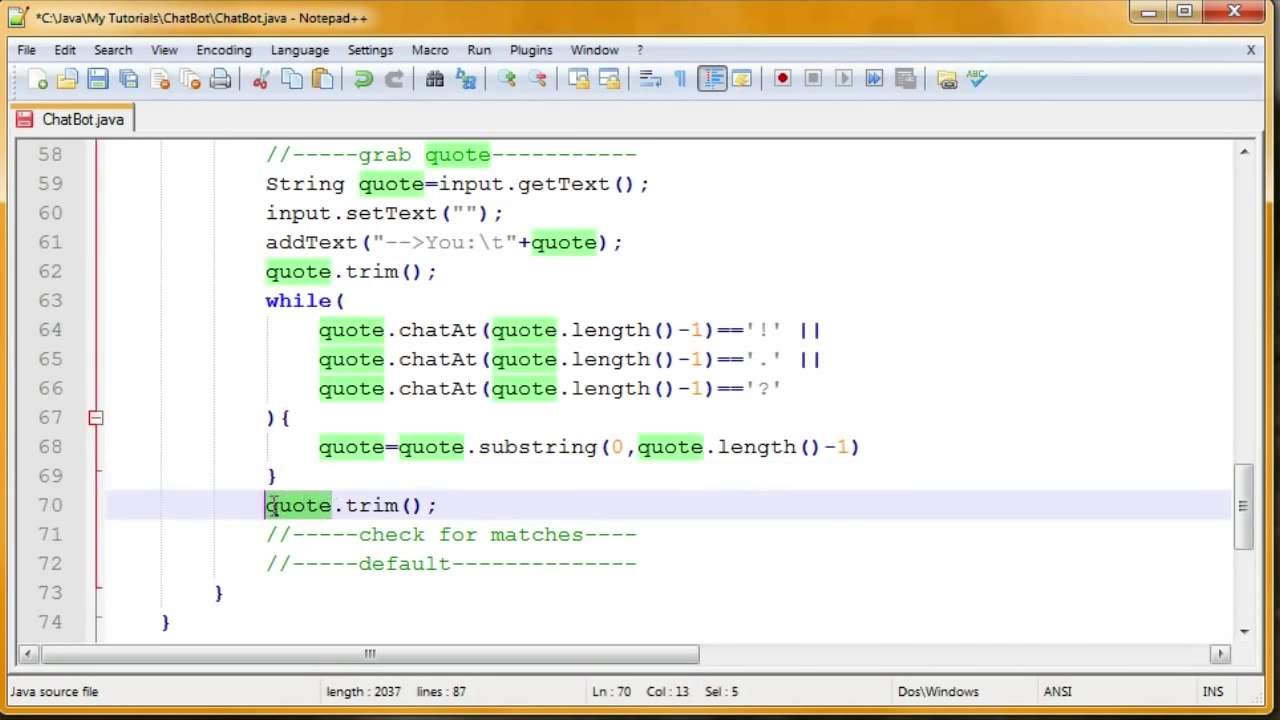 *C:\Java\My Tutorials\ChatBot\ChatBot.java - Notepad++
File Edit Search View Encoding Language Settings Macro Run Plugins Window ? X
ABC
ChatBot.java
58 //-----grab quote-----------
59 String quote=input.getText();
60 input.setText("");
61 addText("-->You:\t"+quote);
62 quote.trim();
63 while(
64 quote.chatAt(quote.length()-1)=='!' ||
65 quote.chatAt(quote.length()-1)=='.' ||
66 quote.chatAt(quote.length()-1)=='?'
67 ){
68 quote=quote.substring(0,quote.length()-1)
69 }
70 quote.trim();
71 //-----check for matches----
72 //-----default--------------
73 }
74 }
Java source file length : 2037 lines : 87 Ln : 70 Col : 13 Sel : 5 Dos\Windows ANSI INS